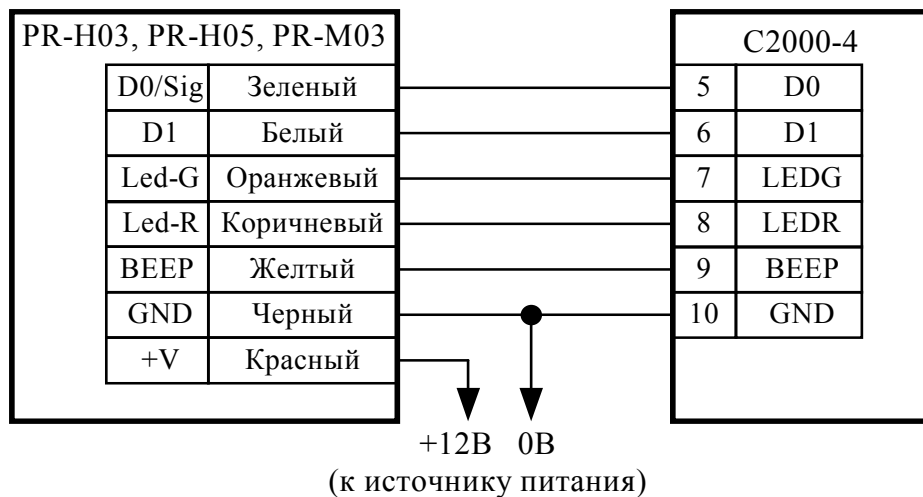 PR-H03, PR-H05, PR-M03
C2000-4
D0/Sig Зеленый 5 D0
D1 Белый 6 D1
Led-G Оранжевый 7 LEDG
Led-R Коричневый 8 LEDR
BEEP Желтый 9 BEEP
GND Черный 10 GND
+V Красный
+12В 0В
(к источнику питания)